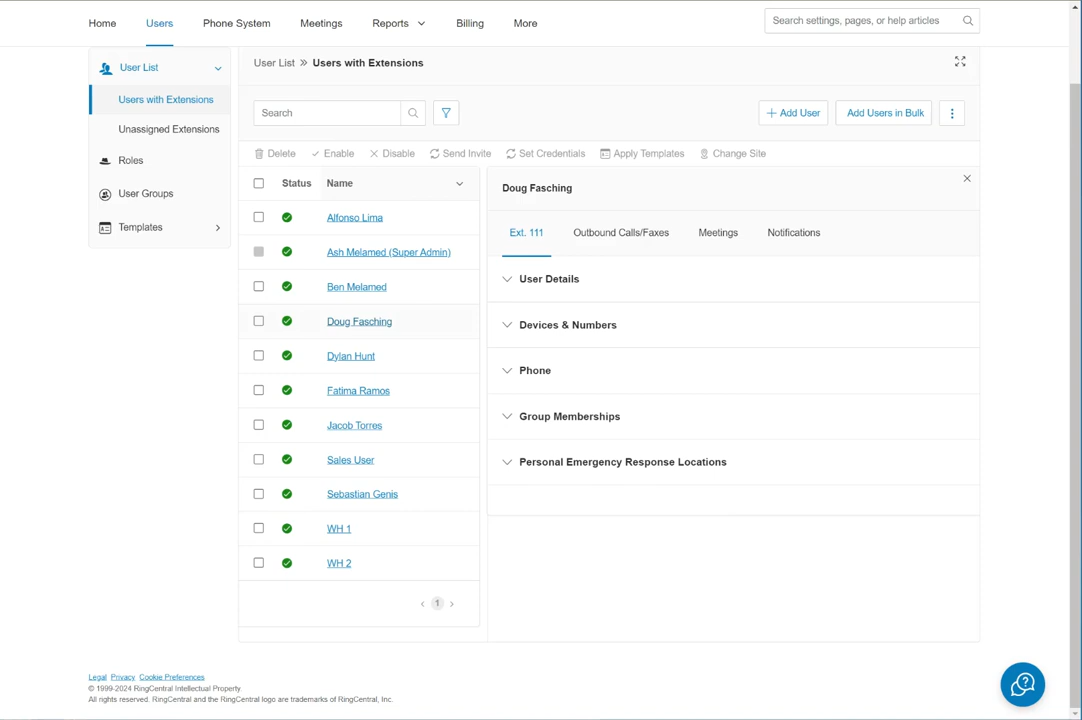 Home Users Phone System Meetings Reports Billing More
Search settings, pages, or help articles
User List
Users with Extensions
Unassigned Extensions
Roles
User Groups
Templates
User List » Users with Extensions
Search
Add User Add Users in Bulk
Delete Enable Disable Send Invite Set Credentials Apply Templates Change Site
Status Name
Alfonso Lima
Ash Melamed (Super Admin)
Ben Melamed
Doug Fasching
Dylan Hunt
Fatima Ramos
Jacob Torres
Sales User
Sebastian Genis
WH 1
WH 2
1
Doug Fasching
Ext. 111 Outbound Calls/Faxes Meetings Notifications
User Details
Devices & Numbers
Phone
Group Memberships
Personal Emergency Response Locations
Legal Privacy Cookie Preferences
© 1999-2024 RingCentral Intellectual Property
All rights reserved. RingCentral and the RingCentral logo are trademarks of RingCentral, Inc.